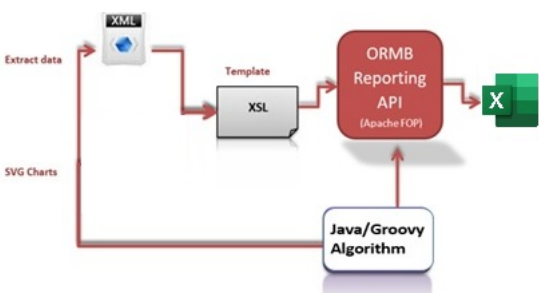 XML
Extract data
Template
XSL
ORMB
Reporting
API
(Apache FOP)
X
SVG Charts
Java/Groovy
Algorithm